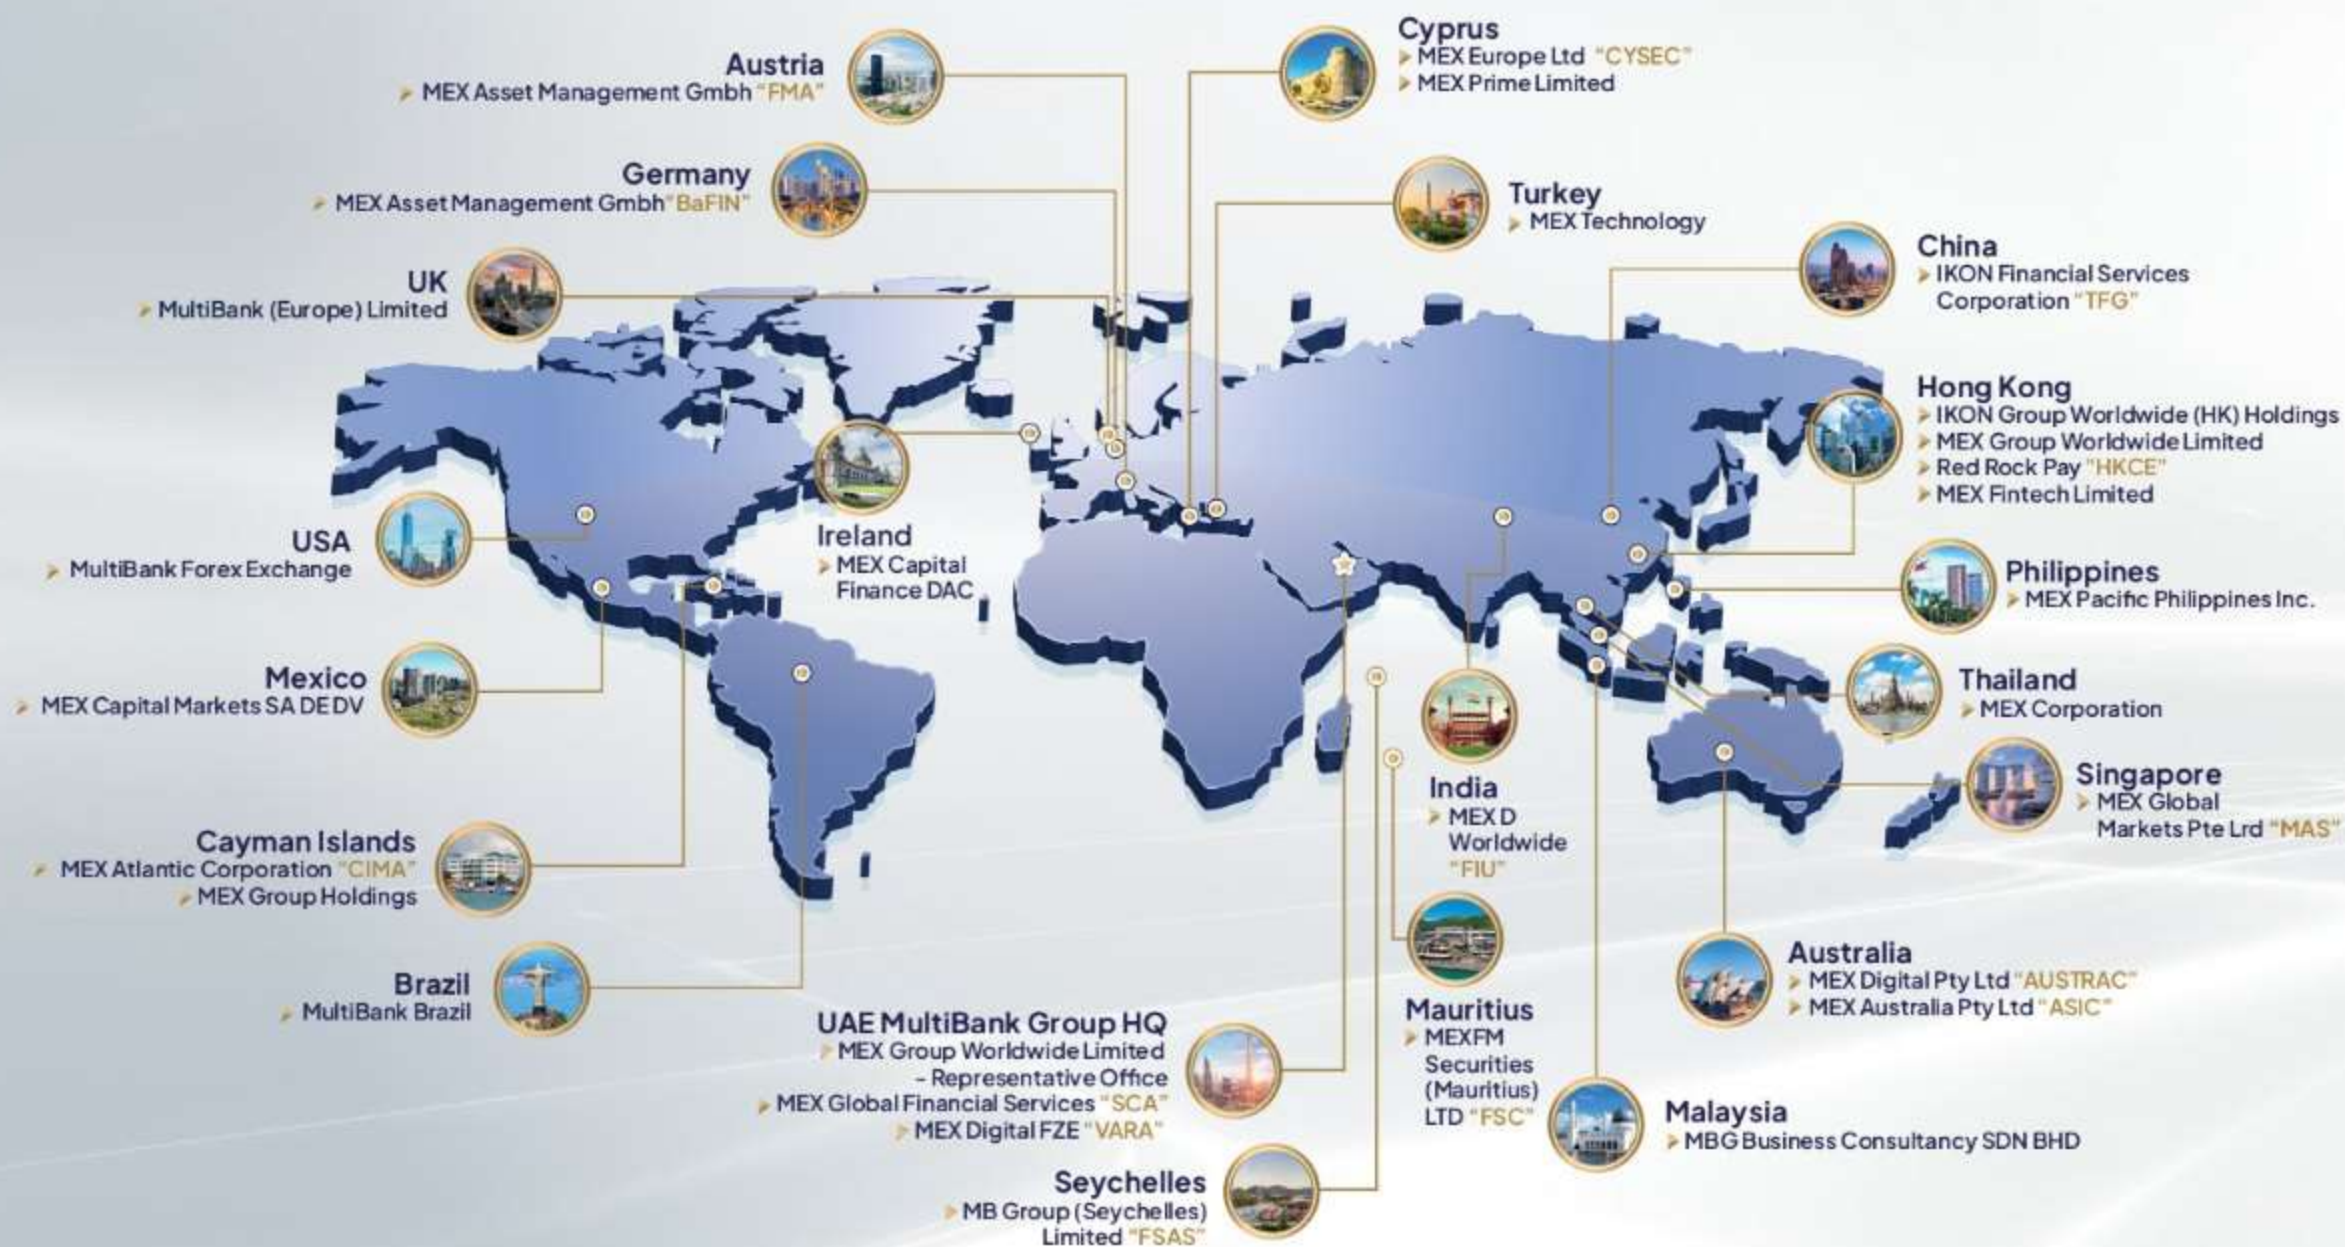 Austria
MEX Asset Management Gmbh "FMA"
Germany
MEX Asset Management Gmbh "BaFIN"
UK
MultiBank (Europe) Limited
Cyprus
MEX Europe Ltd "CYSEC"
MEX Prime Limited
Turkey
MEX Technology
China
IKON Financial Services
Corporation "TFG"
Hong Kong
IKON Group Worldwide (HK) Holdings
MEX Group Worldwide Limited
Red Rock Pay "HKCE"
MEX Fintech Limited
USA
MultiBank Forex Exchange
Ireland
MEX Capital
Finance DAC
Philippines
MEX Pacific Philippines Inc.
Mexico
MEX Capital Markets SA DE DV
Thailand
MEX Corporation
Singapore
MEX Global
Markets Pte Lrd "MAS"
India
MEX D
Worldwide
"FIU"
Cayman Islands
MEX Atlantic Corporation "CIMA"
MEX Group Holdings
Brazil
MultiBank Brazil
UAE MultiBank Group HQ
MEX Group Worldwide Limited
- Representative Office
MEX Global Financial Services "SCA"
MEX Digital FZE "VARA"
Mauritius
MEXFM
Securities
(Mauritius)
LTD "FSC"
Australia
MEX Digital Pty Ltd "AUSTRAC"
MEX Australia Pty Ltd "ASIC"
Malaysia
MBG Business Consultancy SDN BHD
Seychelles
MB Group (Seychelles)
Limited "FSAS"